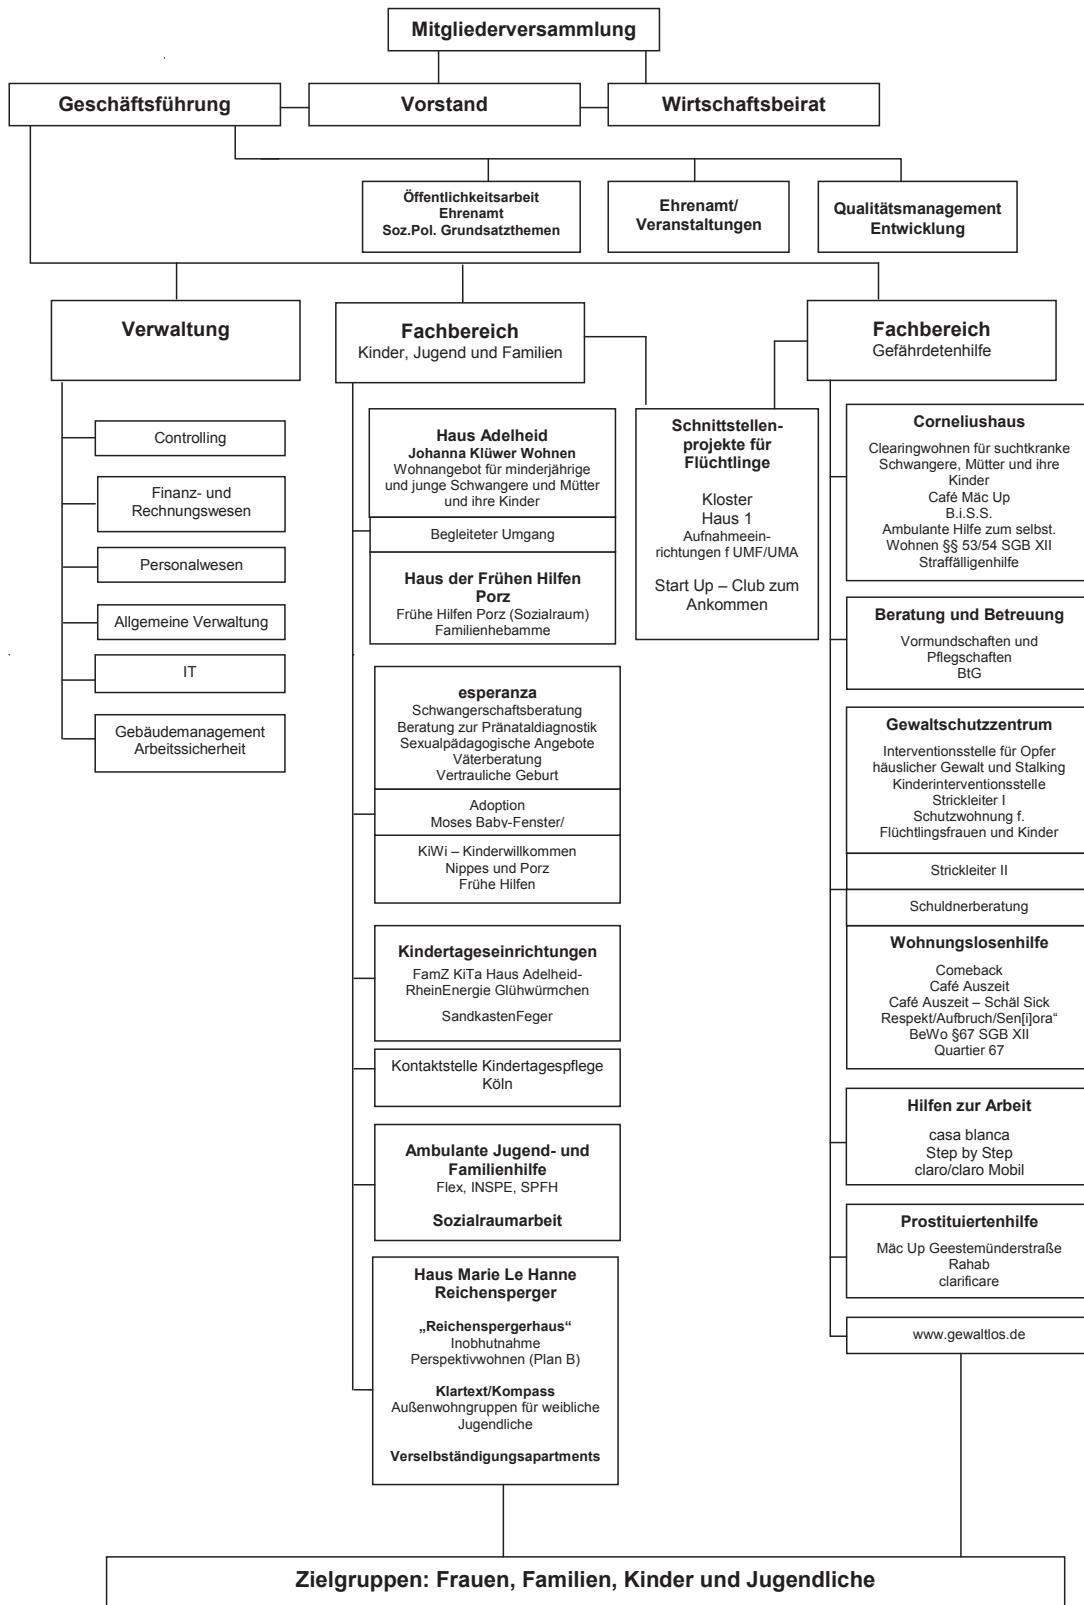 Mitgliederversammlung
Geschäftsführung
Vorstand
Wirtschaftsbeirat
Öffentlichkeitsarbeit
Ehrenamt
Soz.Pol. Grundsatzthemen
Ehrenamt/
Veranstaltungen
Qualitätsmanagement
Entwicklung
Verwaltung
Controlling
Finanz- und
Rechnungswesen
Personalwesen
Allgemeine Verwaltung
IT
Gebäudemanagement
Arbeitssicherheit
Fachbereich
Kinder, Jugend und Familien
Haus Adelheid
Johanna Klüwer Wohnen
Wohnangebot für minderjährige
und junge Schwangere und Mütter
und ihre Kinder
Begleiteter Umgang
Haus der Frühen Hilfen
Porz
Frühe Hilfen Porz (Sozialraum)
Familienhebamme
esperanza
Schwangerschaftsberatung
Beratung zur Pränataldiagnostik
Sexualpädagogische Angebote
Väterberatung
Vertrauliche Geburt
Adoption
Moses Baby-Fenster/
KiWi – Kinderwillkommen
Nippes und Porz
Frühe Hilfen
Kindertageseinrichtungen
FamZ KiTa Haus Adelheid-
RheinEnergie Glühwürmchen
SandkastenFeger
Kontaktstelle Kindertagespflege
Köln
Ambulante Jugend- und
Familienhilfe
Flex, INSPE, SPFH
Sozialraumarbeit
Haus Marie Le Hanne
Reichensperger
„Reichenspergerhaus“
Inobhutnahme
Perspektivwohnen (Plan B)
Klartext/Kompass
Außenwohngruppen für weibliche
Jugendliche
Verselbständigungsapartments
Schnittstellen-
projekte für
Flüchtlinge
Kloster
Haus 1
Aufnahmeein-
richtungen f UMF/UMA
Start Up – Club zum
Ankommen
Fachbereich
Gefährdetenhilfe
Corneliushaus
Clearingwohnen für suchtkranke
Schwangere, Mütter und ihre
Kinder
Café Mäc Up
B.i.S.S.
Ambulante Hilfe zum selbst.
Wohnen §§ 53/54 SGB XII
Straffälligenhilfe
Beratung und Betreuung
Vormundschaften und
Pflegschaften
BtG
Gewaltschutzzentrum
Interventionsstelle für Opfer
häuslicher Gewalt und Stalking
Kinderinterventionsstelle
Strickleiter I
Schutzwohnung f.
Flüchtlingsfrauen und Kinder
Strickleiter II
Schuldnerberatung
Wohnungslosenhilfe
Comeback
Café Auszeit
Café Auszeit – Schäl Sick
Respekt/Aufbruch/Sen[i]ora“
BeWo §67 SGB XII
Quartier 67
Hilfen zur Arbeit
casa blanca
Step by Step
claro/claro Mobil
Prostituiertenhilfe
Mäc Up Geestemünderstraße
Rahab
clarificare
www.gewaltlos.de
Zielgruppen: Frauen, Familien, Kinder und Jugendliche